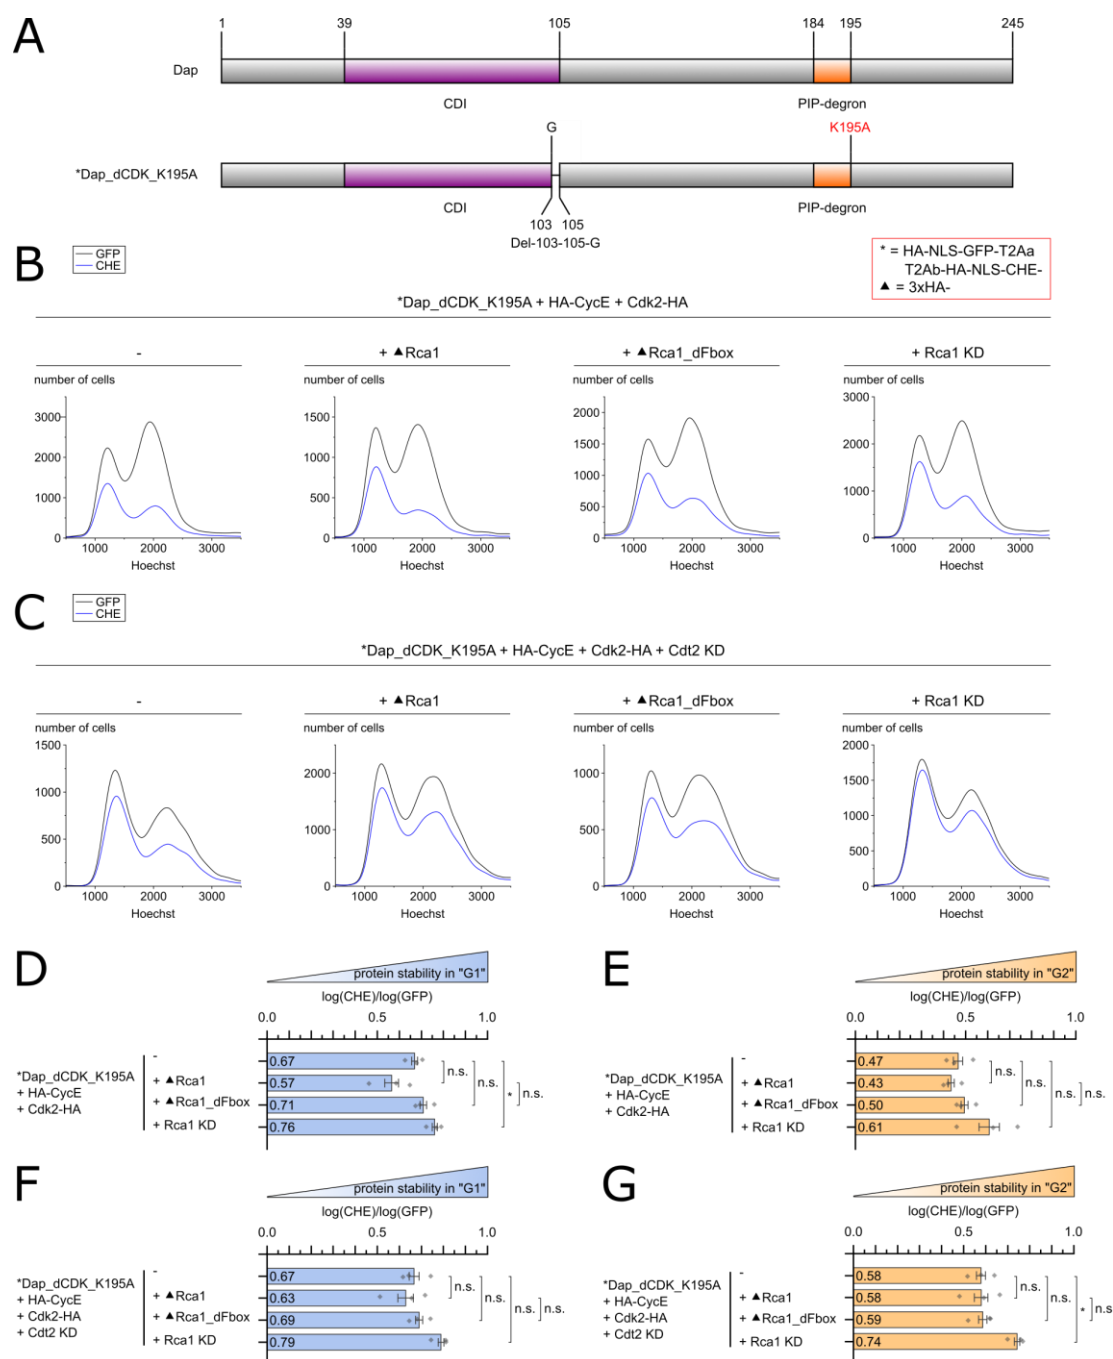 A
1 39 105 184 195 245
Dap
CDI PIP-degron
G K195A
*Dap_dCDK_K195A
CDI PIP-degron
103 105
Del-103-105-G
* = HA-NLS-GFP-T2Aa
T2Ab-HA-NLS-CHE-
▲ = 3xHA-
B
GFP
CHE
*Dap_dCDK_K195A + HA-CycE + Cdk2-HA
- + ▲Rca1 + ▲Rca1_dFbox + Rca1 KD
number of cells number of cells number of cells number of cells
3000 2000 1000 0
1000 2000 3000
Hoechst
1500 1000 500 0
1000 2000 3000
Hoechst
2000 1500 1000 500 0
1000 2000 3000
Hoechst
3000 2000 1000 0
1000 2000 3000
Hoechst
C
GFP
CHE
*Dap_dCDK_K195A + HA-CycE + Cdk2-HA + Cdt2 KD
- + ▲Rca1 + ▲Rca1_dFbox + Rca1 KD
number of cells number of cells number of cells number of cells
1500 1000 500 0
1000 2000 3000
Hoechst
2000 1000 0
1000 2000 3000
Hoechst
1000 500 0
1000 2000 3000
Hoechst
2000 1500 1000 500 0
1000 2000 3000
Hoechst
D
protein stability in "G1"
log(CHE)/log(GFP)
0.0 0.5 1.0
*Dap_dCDK_K195A
+ HA-CycE
+ Cdk2-HA
- 0.67
+ ▲Rca1 0.57
+ ▲Rca1_dFbox 0.71
+ Rca1 KD 0.76
n.s. n.s. * n.s.
E
protein stability in "G2"
log(CHE)/log(GFP)
0.0 0.5 1.0
*Dap_dCDK_K195A
+ HA-CycE
+ Cdk2-HA
- 0.47
+ ▲Rca1 0.43
+ ▲Rca1_dFbox 0.50
+ Rca1 KD 0.61
n.s. n.s. n.s. n.s.
F
protein stability in "G1"
log(CHE)/log(GFP)
0.0 0.5 1.0
*Dap_dCDK_K195A
+ HA-CycE
+ Cdk2-HA
+ Cdt2 KD
- 0.67
+ ▲Rca1 0.63
+ ▲Rca1_dFbox 0.69
+ Rca1 KD 0.79
n.s. n.s. n.s. n.s.
G
protein stability in "G2"
log(CHE)/log(GFP)
0.0 0.5 1.0
*Dap_dCDK_K195A
+ HA-CycE
+ Cdk2-HA
+ Cdt2 KD
- 0.58
+ ▲Rca1 0.58
+ ▲Rca1_dFbox 0.59
+ Rca1 KD 0.74
n.s. n.s. * n.s